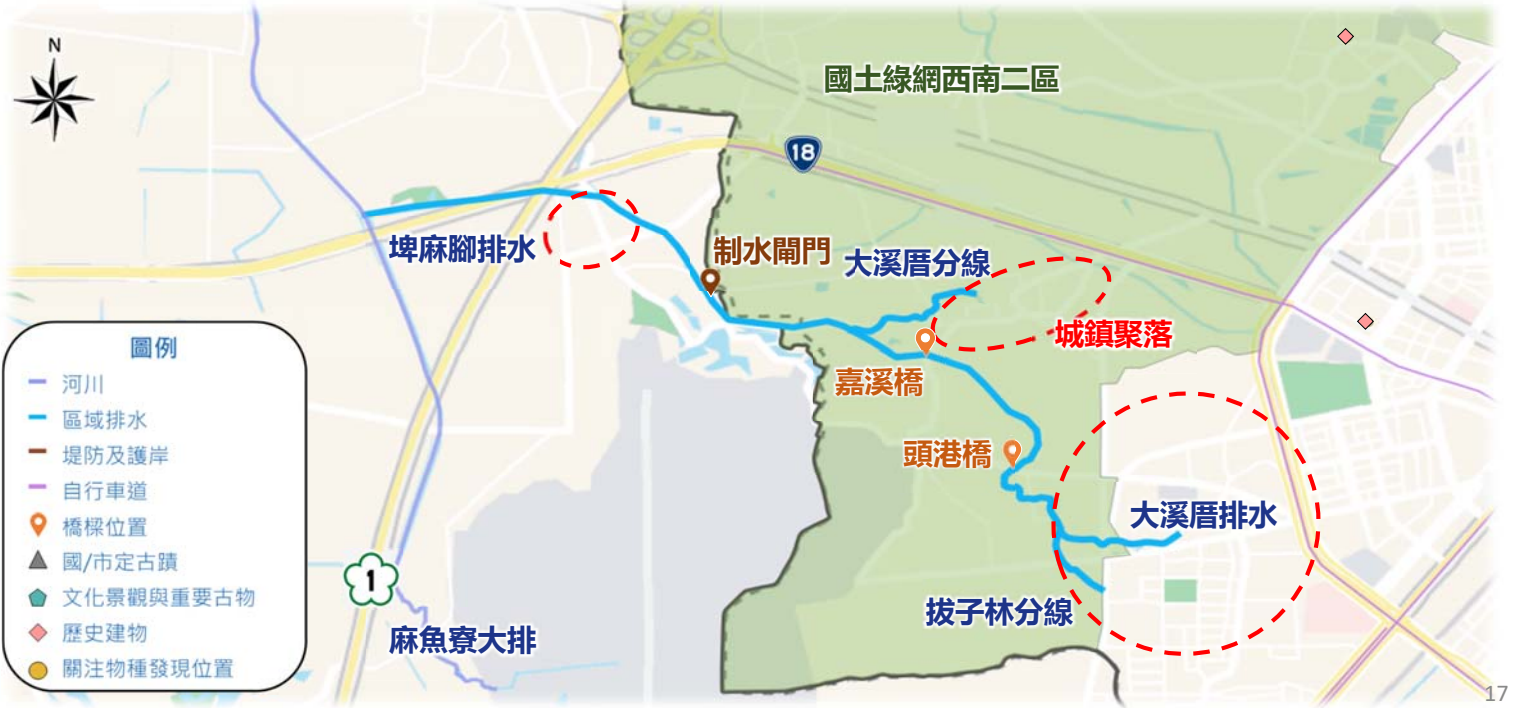 N
國土綠網西南二區
18
埤麻腳排水
制水閘門
大溪厝分線
城鎮聚落
嘉溪橋
頭港橋
大溪厝排水
拔子林分線
1
麻魚寮大排
圖例
河川
區域排水
堤防及護岸
自行車道
橋樑位置
國/市定古蹟
文化景觀與重要古物
歷史建物
關注物種發現位置
17